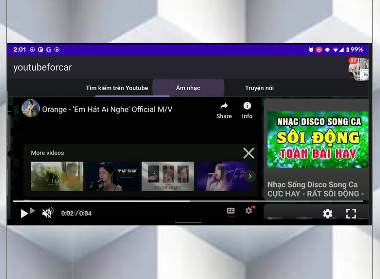 2:01
99%
youtubeforcar
Tìm kiếm trên Youtube
Âm nhạc
Truyện nói
Orange - 'Em Hát Ai Nghe' Official M/V
Share
Info
More videos
0:02 / 0:04
NHẠC DISCO SONG CA
SÔI ĐỘNG
TOÀN BÀI HAY
Nhạc Sống Disco Song Ca
CỰC HAY - RẤT SÔI ĐỘNG -